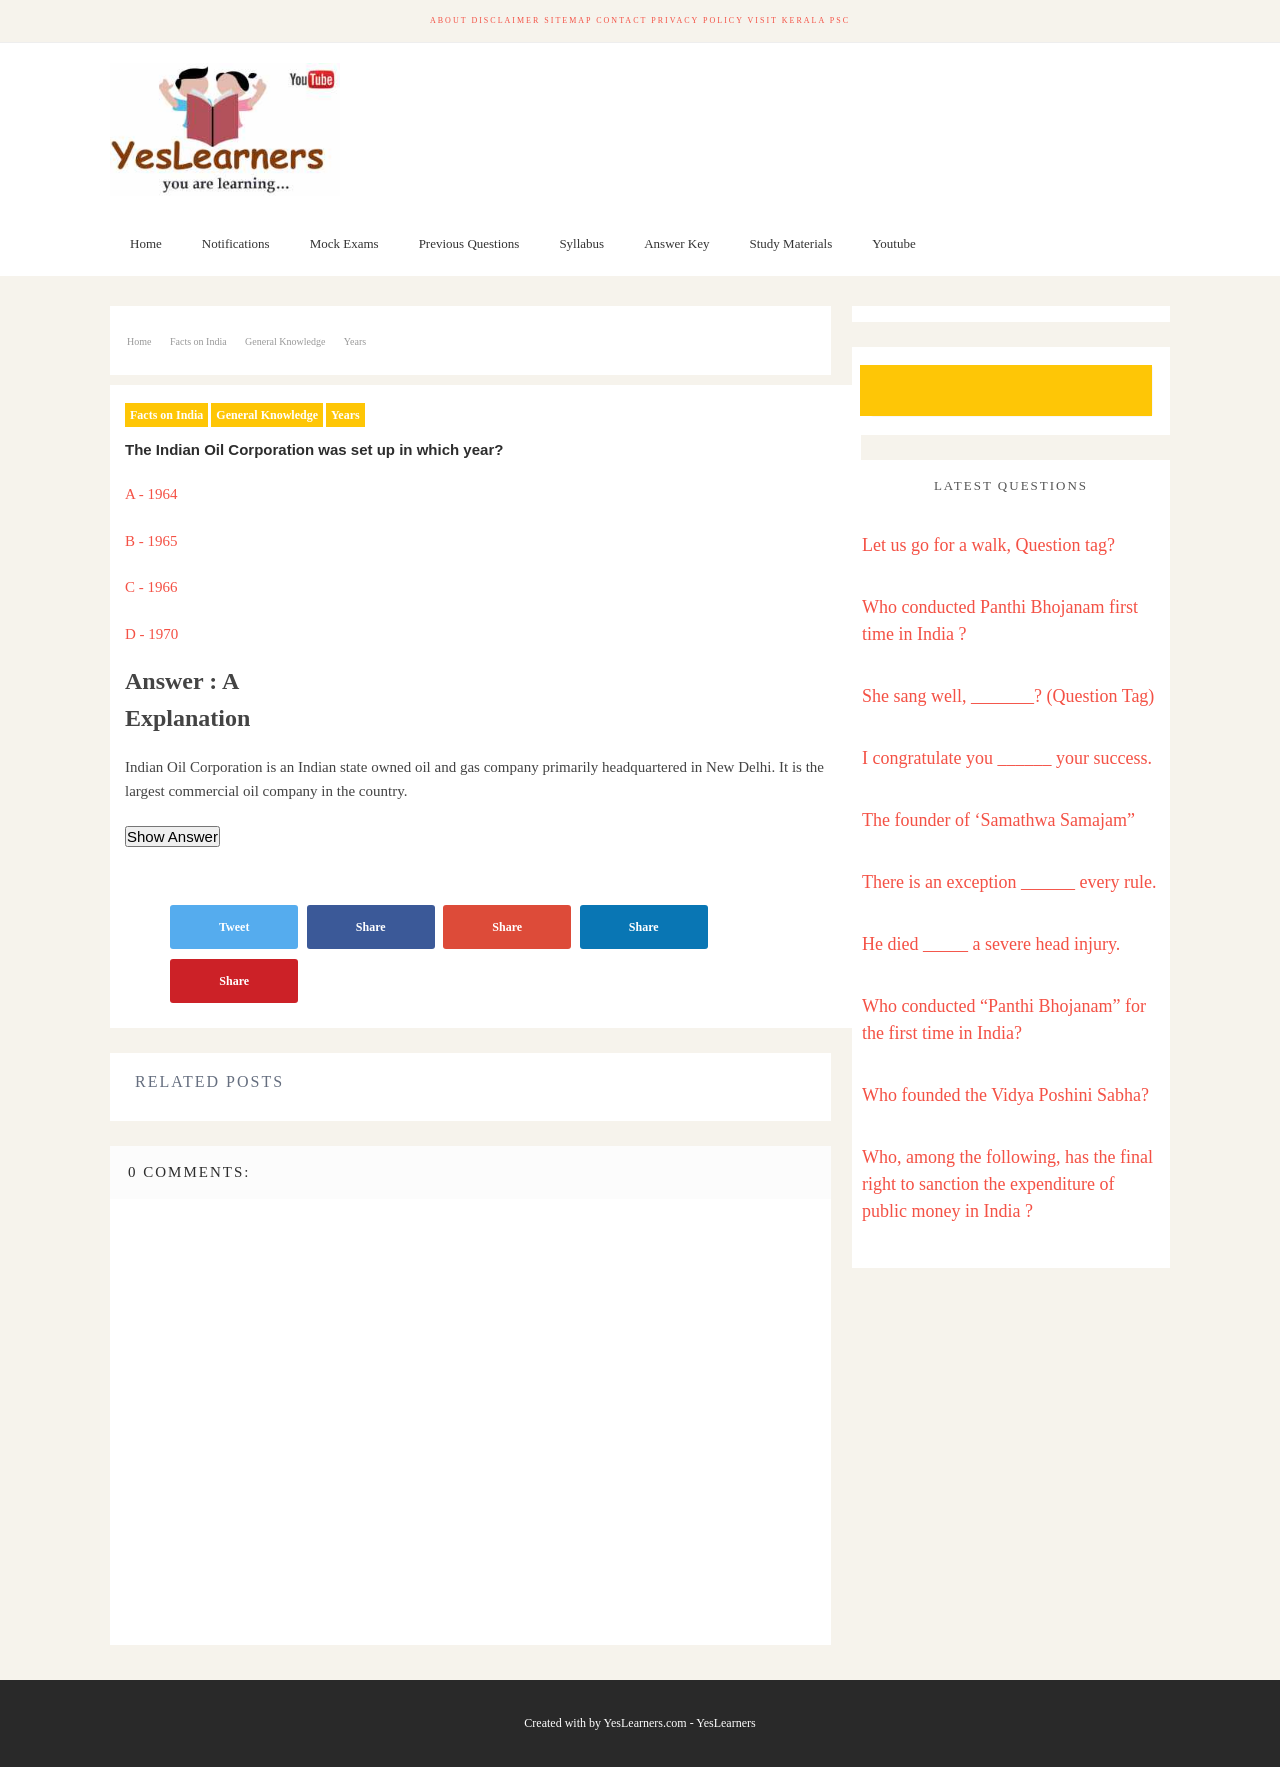 ABOUT DISCLAIMER SITEMAP CONTACT PRIVACY POLICY VISIT KERALA PSC
YouTube
YesLearners
you are learning...
Home Notifications Mock Exams Previous Questions Syllabus Answer Key Study Materials Youtube
Home Facts on India General Knowledge Years
Facts on India General Knowledge Years
The Indian Oil Corporation was set up in which year?
A - 1964
B - 1965
C - 1966
D - 1970
Answer : A
Explanation
Indian Oil Corporation is an Indian state owned oil and gas company primarily headquartered in New Delhi. It is the
largest commercial oil company in the country.
Show Answer
Tweet Share Share Share
Share
RELATED POSTS
0 COMMENTS:
LATEST QUESTIONS
Let us go for a walk, Question tag?
Who conducted Panthi Bhojanam first
time in India ?
She sang well, _______? (Question Tag)
I congratulate you ______ your success.
The founder of ‘Samathwa Samajam”
There is an exception ______ every rule.
He died _____ a severe head injury.
Who conducted “Panthi Bhojanam” for
the first time in India?
Who founded the Vidya Poshini Sabha?
Who, among the following, has the final
right to sanction the expenditure of
public money in India ?
Created with by YesLearners.com - YesLearners